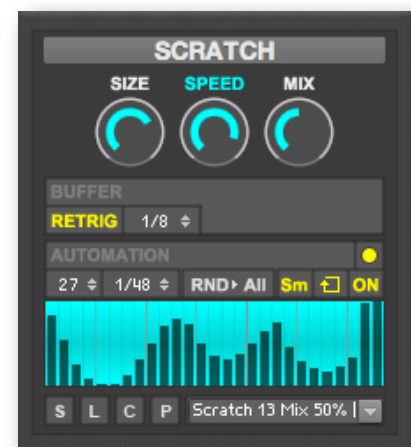 SCRATCH
SIZE SPEED MIX
BUFFER
RETRIG 1/8
AUTOMATION
27 1/48 RND▸ All Sm ON
S L C P Scratch 13 Mix 50% |